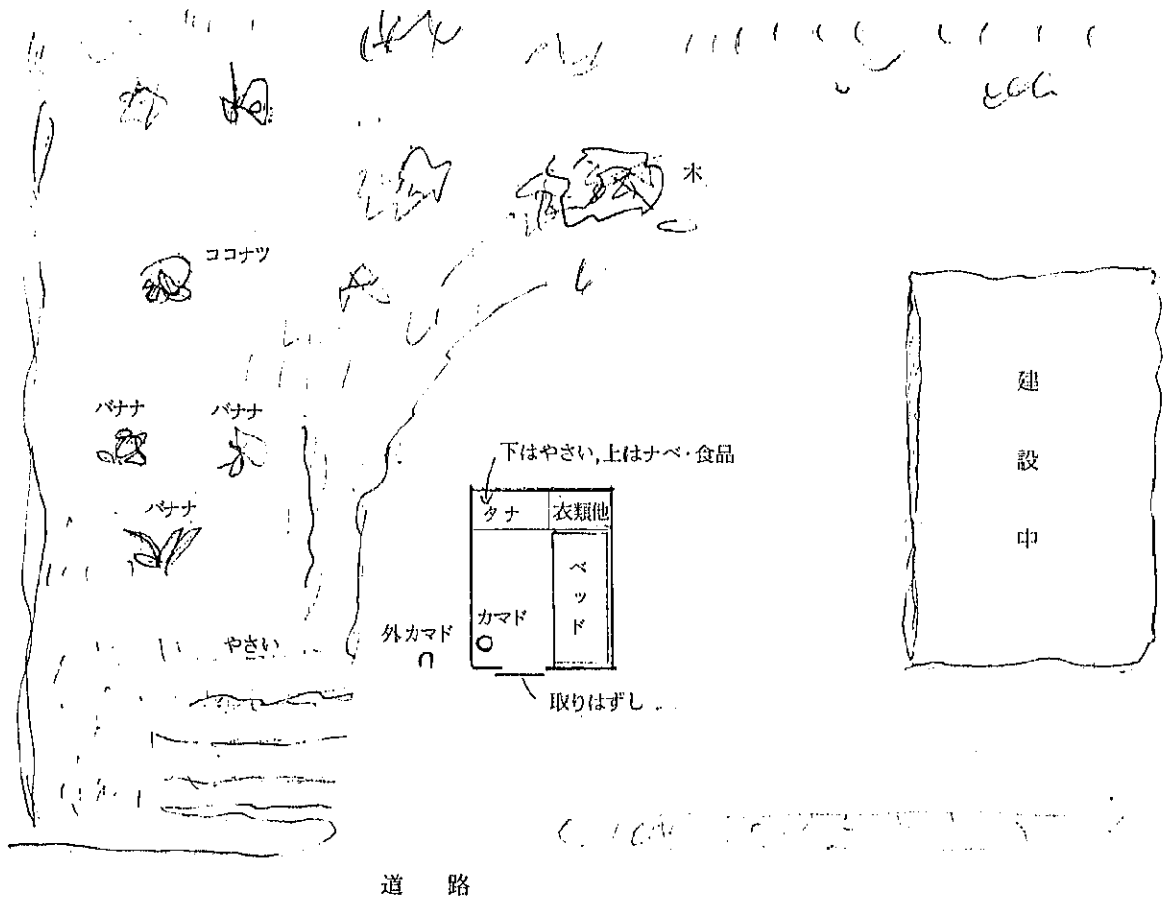 木
ココナツ
バナナ
バナナ
バナナ
建設中
下はやさい,上はナベ・食品
タナ
衣類他
ベッド
カマド
外カマド
やさい
取りはずし
道路